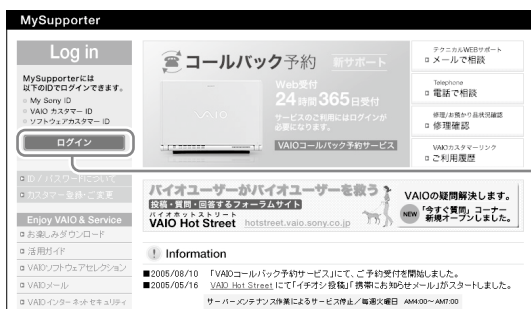 MySupporter
Log in
MySupporterには
以下のIDでログインできます。
My Sony ID
VAIO カスタマー ID
ソフトウェアカスタマー ID
ログイン
ID / パスワードについて
カスタマー登録・ご変更
Enjoy VAIO & Service
お楽しみダウンロード
活用ガイド
VAIOソフトウェアセレクション
VAIOメール
VAIOインターネットセキュリティ
コールバック予約 新サポート
Web受付
24時間365日受付
サービスのご利用にはログインが
必要になります。
VAIOコールバック予約サービス
VAIO
テクニカルWEBサポート
メールで相談
Telephone
電話で相談
修理/お預かり品状況確認
修理確認
VAIOカスタマーリンク
ご利用履歴
バイオユーザーがバイオユーザーを救う
投稿・質問・回答するフォーラムサイト
バイオホットストリート
VAIO Hot Street hotstreet.vaio.sony.co.jp
VAIOの疑問解決します。
NEW 「今すぐ質問」コーナー
新規オープンしました。
! Information
■2005/08/10 「VAIOコールバック予約サービス」にて、ご予約受付を開始しました。
■2005/05/16 VAIO Hot Street にて「イチオシ投稿」「携帯にお知らせメール」がスタートしました。
サーバーメンテナンス作業によるサービス停止/毎週火曜日 AM4:00~AM7:00